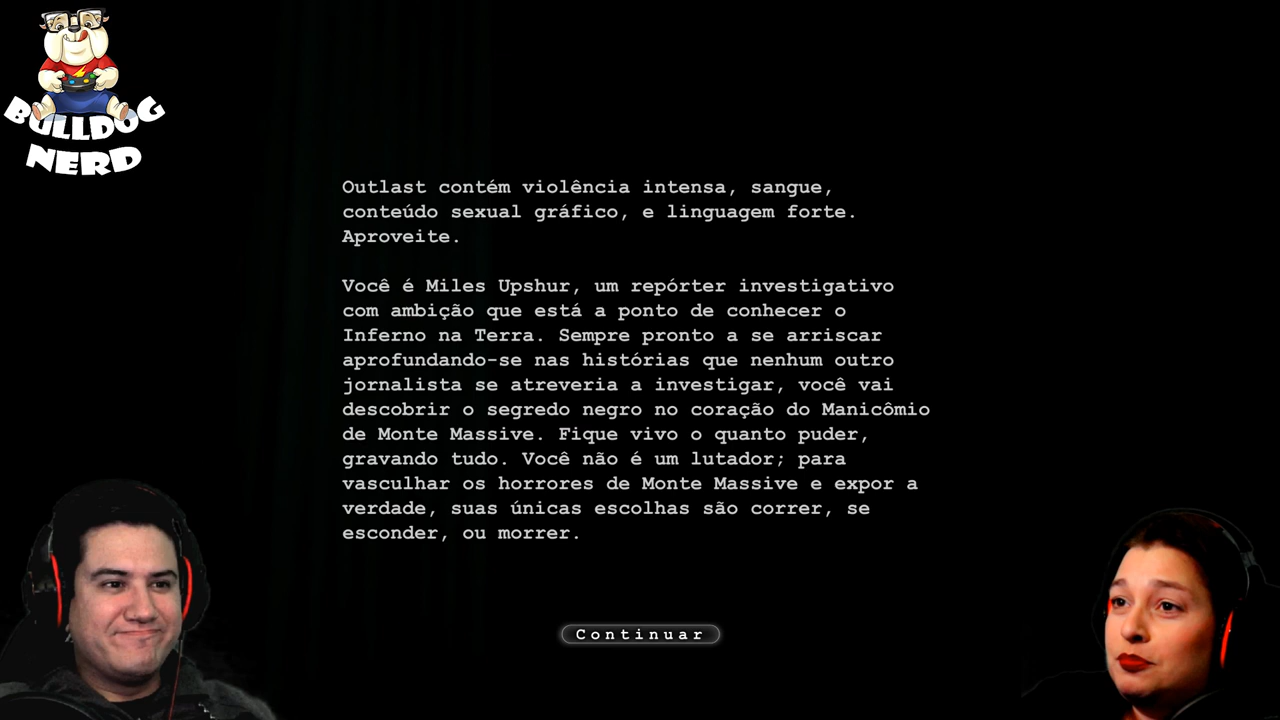 BULLDOG
NERD
Outlast contém violência intensa, sangue,
conteúdo sexual gráfico, e linguagem forte.
Aproveite.
Você é Miles Upshur, um repórter investigativo
com ambição que está a ponto de conhecer o
Inferno na Terra. Sempre pronto a se arriscar
aprofundando-se nas histórias que nenhum outro
jornalista se atreveria a investigar, você vai
descobrir o segredo negro no coração do Manicômio
de Monte Massive. Fique vivo o quanto puder,
gravando tudo. Você não é um lutador; para
vasculhar os horrores de Monte Massive e expor a
verdade, suas únicas escolhas são correr, se
esconder, ou morrer.
Continuar